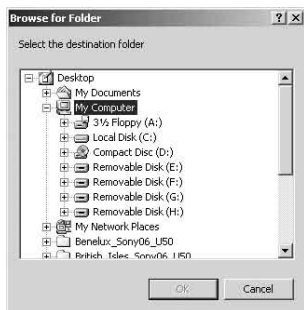 Browse for Folder
Select the destination folder
Desktop
My Documents
My Computer
3½ Floppy (A:)
Local Disk (C:)
Compact Disc (D:)
Removable Disk (E:)
Removable Disk (F:)
Removable Disk (G:)
Removable Disk (H:)
My Network Places
Benelux_Sony06_U50
British_Isles_Sony06_U50
OK
Cancel